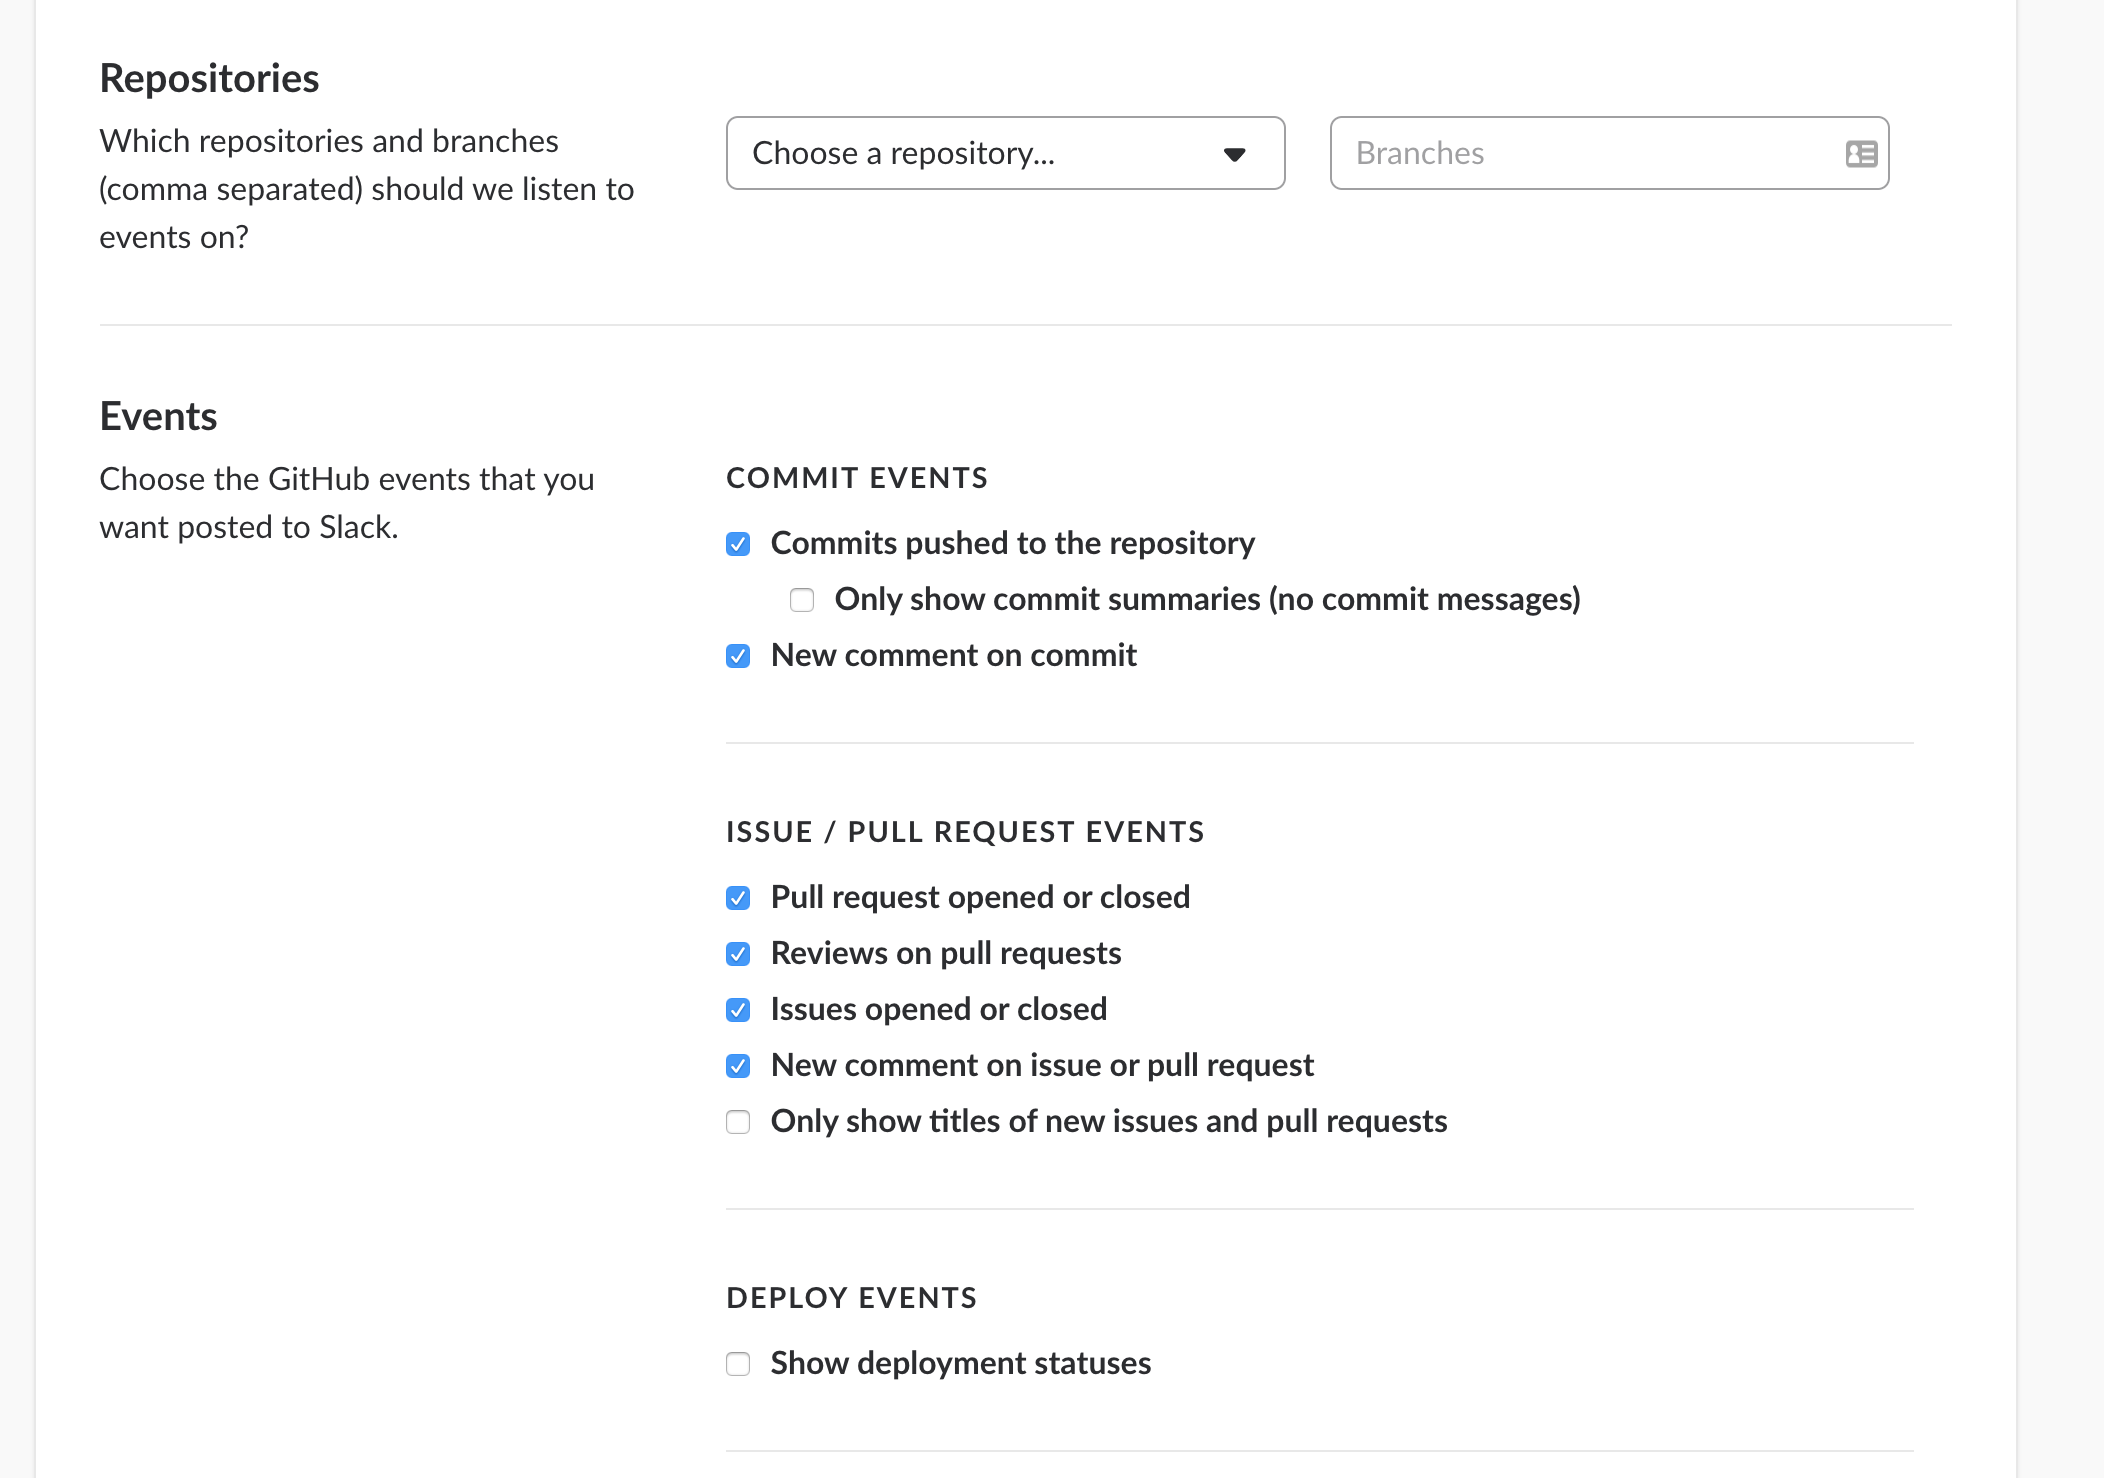 Repositories
Which repositories and branches
(comma separated) should we listen to
events on?
Choose a repository...
Branches
Events
Choose the GitHub events that you
want posted to Slack.
COMMIT EVENTS
Commits pushed to the repository
Only show commit summaries (no commit messages)
New comment on commit
ISSUE / PULL REQUEST EVENTS
Pull request opened or closed
Reviews on pull requests
Issues opened or closed
New comment on issue or pull request
Only show titles of new issues and pull requests
DEPLOY EVENTS
Show deployment statuses